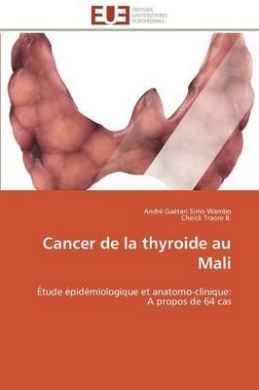 EUE
ÉDITIONS
UNIVERSITAIRES
EUROPÉENNES
André Gaétan Simo Wambo
Cheick Traore B.
Cancer de la thyroide au
Mali
Étude épidémiologique et anatomo-clinique:
A propos de 64 cas